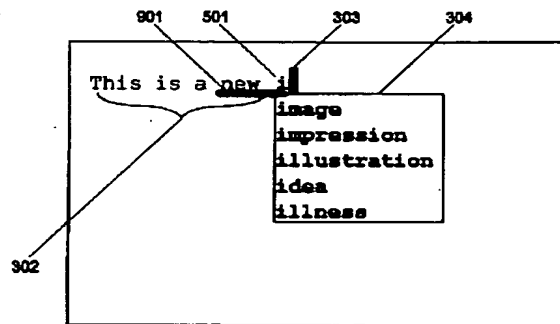 901 501 303 304
This is a new i
image
impression
illustration
idea
illness
302